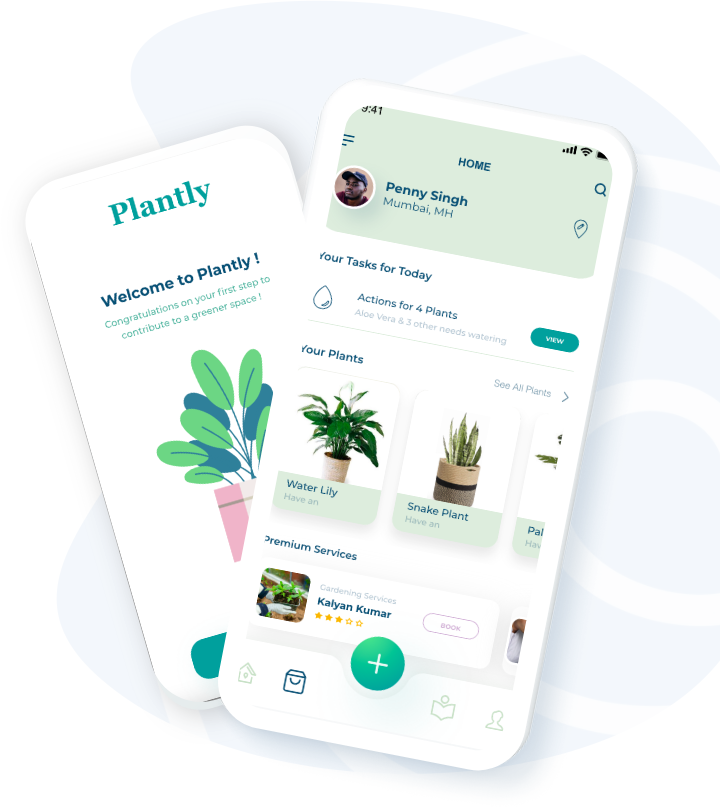 Plantly
Welcome to Plantly !
Congratulations on your first step to
contribute to a greener space !
9:41
HOME
Penny Singh
Mumbai, MH
Your Tasks for Today
Actions for 4 Plants
Aloe Vera & 3 other needs watering
VIEW
Your Plants
See All Plants
Water Lily
Have an
Snake Plant
Have an
Pal
Hav
Premium Services
Gardening Services
Kalyan Kumar
BOOK